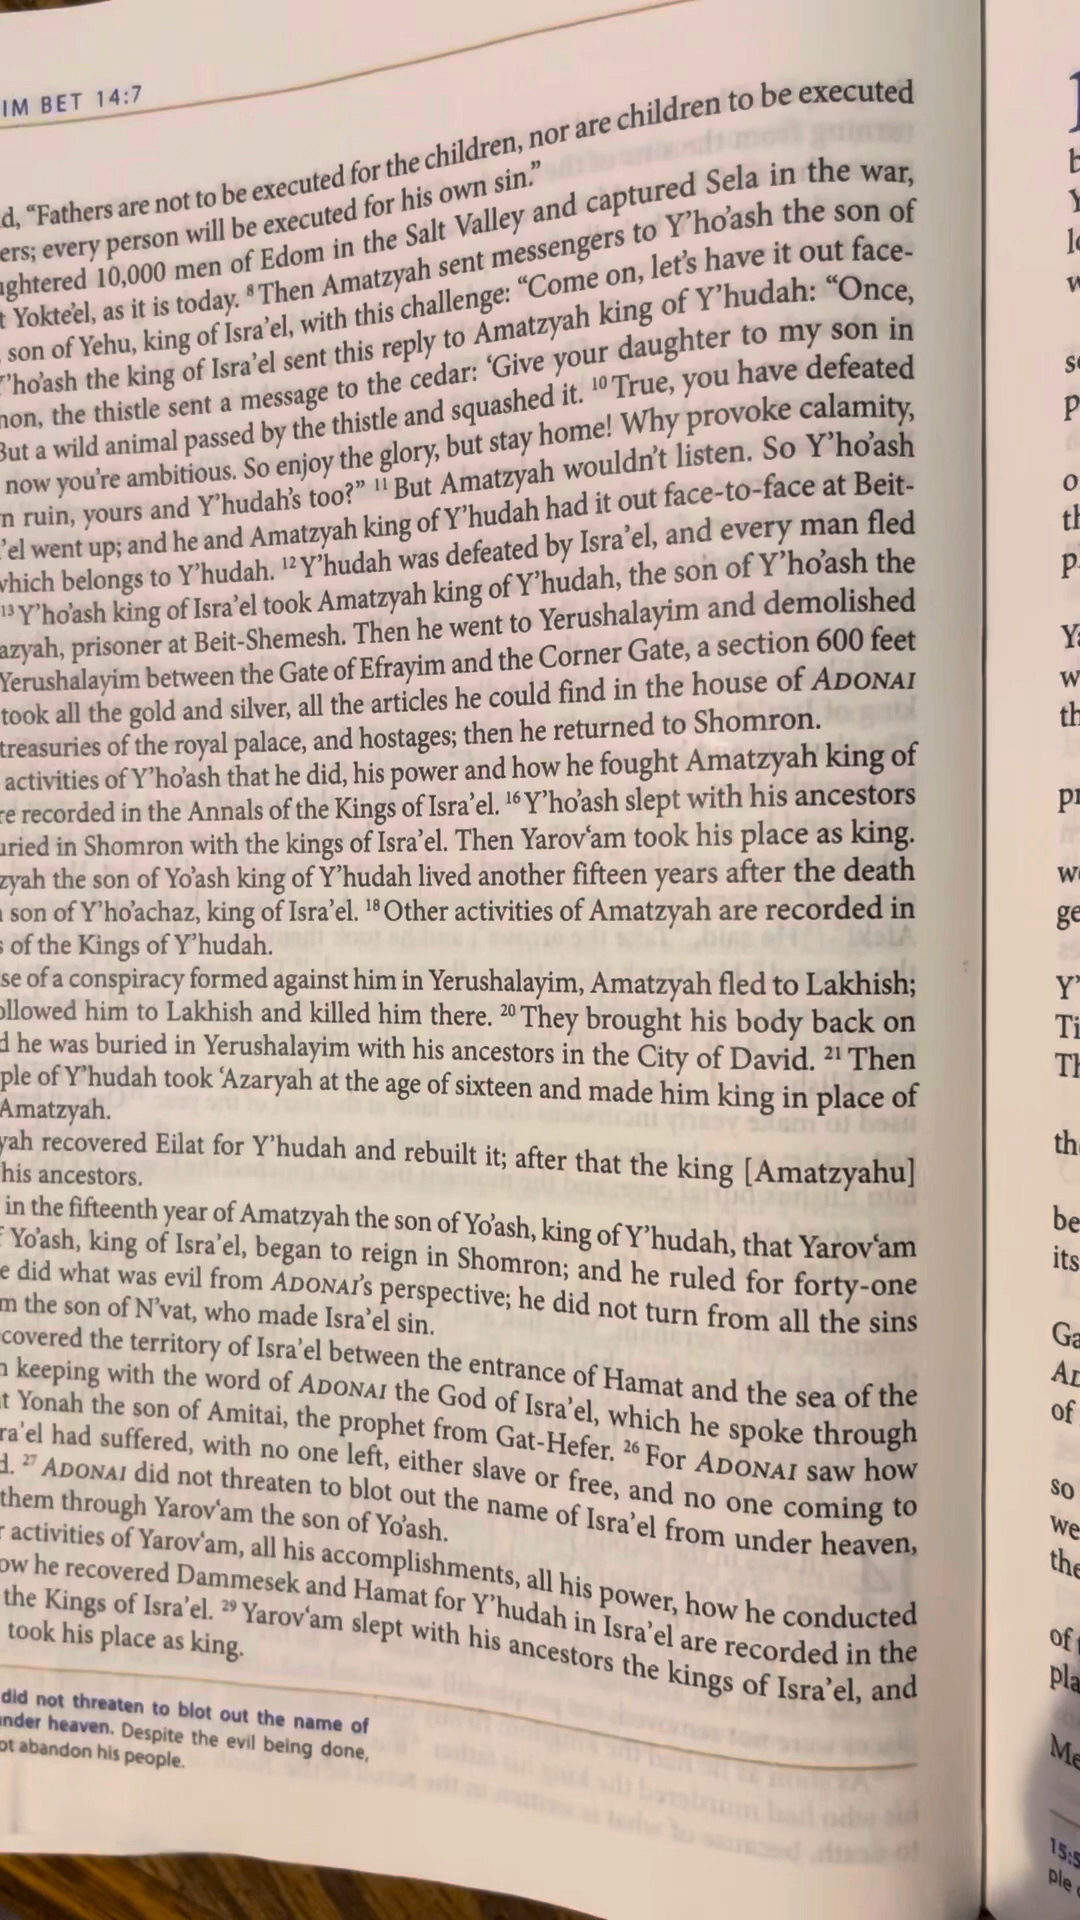 IM BET 14:7
d, “Fathers are not to be executed for the children, nor are children to be executed
ers; every person will be executed for his own sin.”
ghtered 10,000 men of Edom in the Salt Valley and captured Sela in the war,
t Yokte’el, as it is today. ⁸ Then Amatzyah sent messengers to Y’ho’ash the son of
son of Yehu, king of Isra’el, with this challenge: “Come on, let’s have it out face-
’ho’ash the king of Isra’el sent this reply to Amatzyah king of Y’hudah: “Once,
non, the thistle sent a message to the cedar: ‘Give your daughter to my son in
But a wild animal passed by the thistle and squashed it. ¹⁰ True, you have defeated
now you’re ambitious. So enjoy the glory, but stay home! Why provoke calamity,
n ruin, yours and Y’hudah’s too?” ¹¹ But Amatzyah wouldn’t listen. So Y’ho’ash
’el went up; and he and Amatzyah king of Y’hudah had it out face-to-face at Beit-
which belongs to Y’hudah. ¹² Y’hudah was defeated by Isra’el, and every man fled
¹³ Y’ho’ash king of Isra’el took Amatzyah king of Y’hudah, the son of Y’ho’ash the
azyah, prisoner at Beit-Shemesh. Then he went to Yerushalayim and demolished
Yerushalayim between the Gate of Efrayim and the Corner Gate, a section 600 feet
took all the gold and silver, all the articles he could find in the house of ADONAI
treasuries of the royal palace, and hostages; then he returned to Shomron.
activities of Y’ho’ash that he did, his power and how he fought Amatzyah king of
re recorded in the Annals of the Kings of Isra’el. ¹⁶ Y’ho’ash slept with his ancestors
uried in Shomron with the kings of Isra’el. Then Yarov‘am took his place as king.
zyah the son of Yo’ash king of Y’hudah lived another fifteen years after the death
son of Y’ho’achaz, king of Isra’el. ¹⁸ Other activities of Amatzyah are recorded in
s of the Kings of Y’hudah.
se of a conspiracy formed against him in Yerushalayim, Amatzyah fled to Lakhish;
ollowed him to Lakhish and killed him there. ²⁰ They brought his body back on
d he was buried in Yerushalayim with his ancestors in the City of David. ²¹ Then
ple of Y’hudah took ‘Azaryah at the age of sixteen and made him king in place of
Amatzyah.
yah recovered Eilat for Y’hudah and rebuilt it; after that the king [Amatzyahu]
his ancestors.
in the fifteenth year of Amatzyah the son of Yo’ash, king of Y’hudah, that Yarov‘am
Yo’ash, king of Isra’el, began to reign in Shomron; and he ruled for forty-one
e did what was evil from ADONAI’s perspective; he did not turn from all the sins
m the son of N’vat, who made Isra’el sin.
covered the territory of Isra’el between the entrance of Hamat and the sea of the
n keeping with the word of ADONAI the God of Isra’el, which he spoke through
t Yonah the son of Amitai, the prophet from Gat-Hefer. ²⁶ For ADONAI saw how
ra’el had suffered, with no one left, either slave or free, and no one coming to
d. ²⁷ ADONAI did not threaten to blot out the name of Isra’el from under heaven,
them through Yarov‘am the son of Yo’ash.
r activities of Yarov‘am, all his accomplishments, all his power, how he conducted
ow he recovered Dammesek and Hamat for Y’hudah in Isra’el are recorded in the
the Kings of Isra’el. ²⁹ Yarov‘am slept with his ancestors the kings of Isra’el, and
took his place as king.
did not threaten to blot out the name of
nder heaven. Despite the evil being done,
ot abandon his people.
b
Y
w
p
o
th
p
w
th
pr
ge
Y’
Ti
Th
be
its
Ga
of
so
we
the
of
pla
Me
15:5
ple